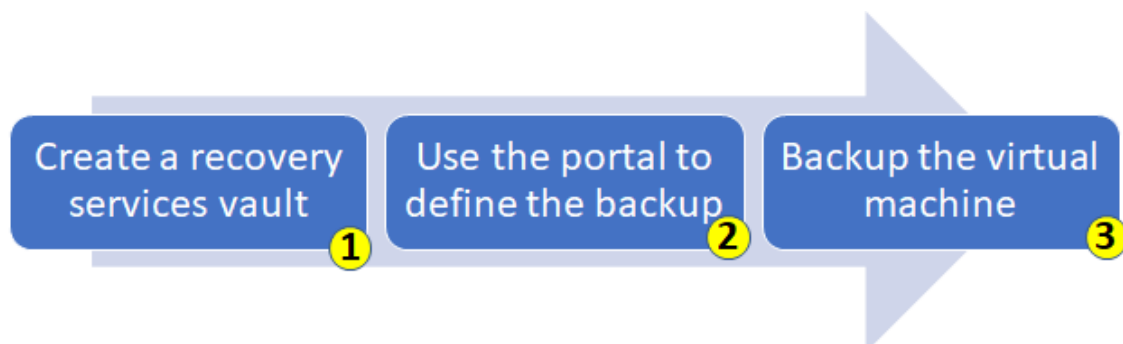 Create a recovery
services vault
1
Use the portal to
define the backup
2
Backup the virtual
machine
3